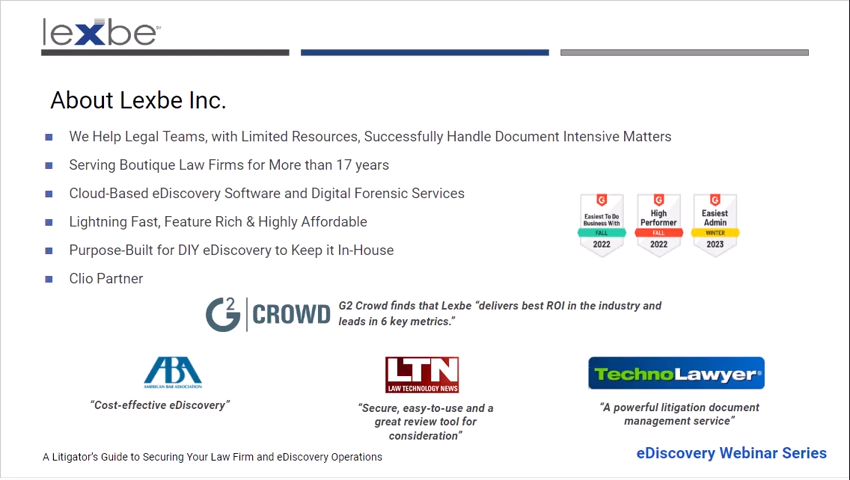 lexbe
About Lexbe Inc.
We Help Legal Teams, with Limited Resources, Successfully Handle Document Intensive Matters
Serving Boutique Law Firms for More than 17 years
Cloud-Based eDiscovery Software and Digital Forensic Services
Lightning Fast, Feature Rich & Highly Affordable
Purpose-Built for DIY eDiscovery to Keep it In-House
Clio Partner
Easiest To Do
Business With
FALL
2022
High
Performer
FALL
2022
Easiest
Admin
WINTER
2023
G2 CROWD
G2 Crowd finds that Lexbe “delivers best ROI in the industry and
leads in 6 key metrics.”
ABA
AMERICAN BAR ASSOCIATION
“Cost-effective eDiscovery”
LTN
LAW TECHNOLOGY NEWS
“Secure, easy-to-use and a
great review tool for
consideration”
TechnoLawyer®
“A powerful litigation document
management service”
A Litigator’s Guide to Securing Your Law Firm and eDiscovery Operations
eDiscovery Webinar Series